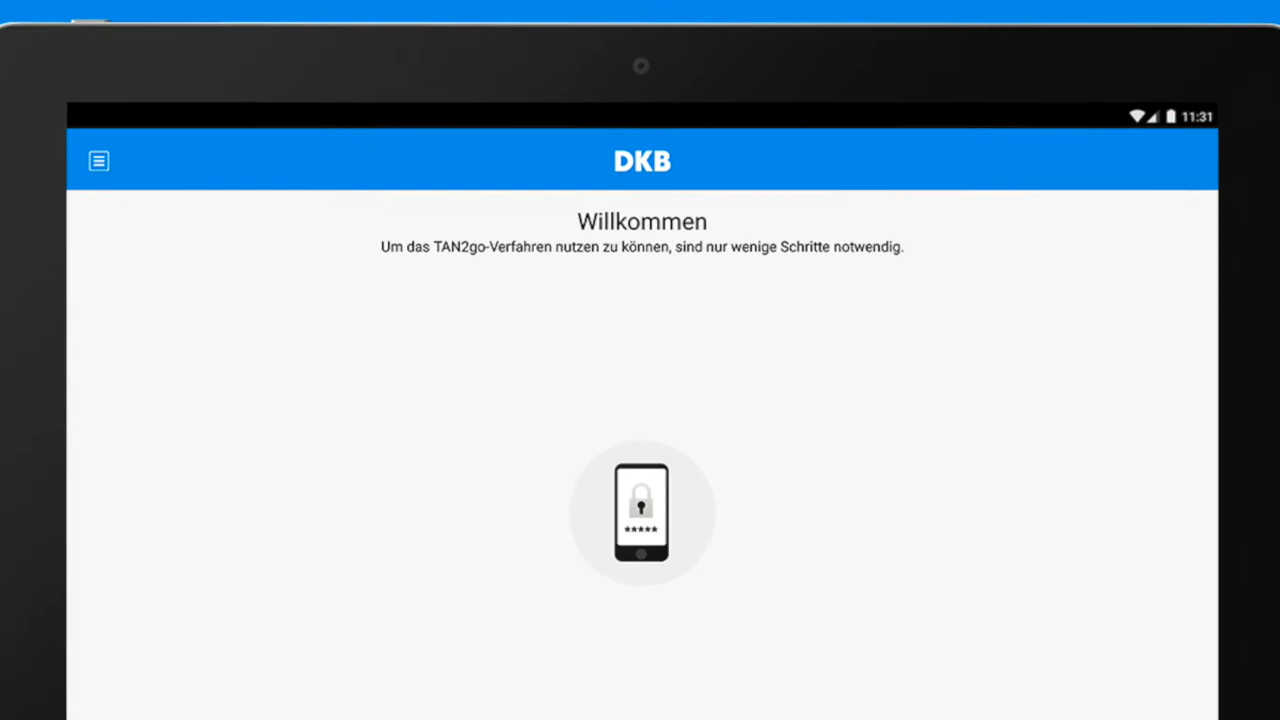 11:31
DKB
Willkommen
Um das TAN2go-Verfahren nutzen zu können, sind nur wenige Schritte notwendig.
*****